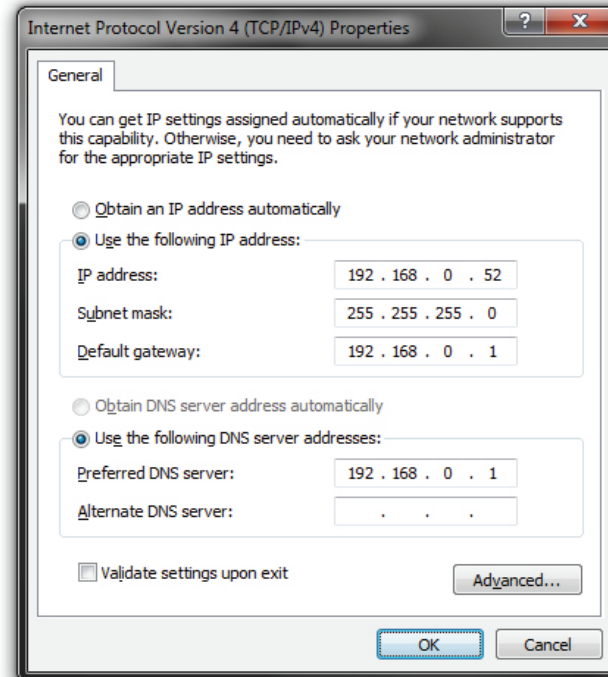 Internet Protocol Version 4 (TCP/IPv4) Properties
?
General
You can get IP settings assigned automatically if your network supports
this capability. Otherwise, you need to ask your network administrator
for the appropriate IP settings.
Obtain an IP address automatically
Use the following IP address:
IP address: 192 . 168 . 0 . 52
Subnet mask: 255 . 255 . 255 . 0
Default gateway: 192 . 168 . 0 . 1
Obtain DNS server address automatically
Use the following DNS server addresses:
Preferred DNS server: 192 . 168 . 0 . 1
Alternate DNS server: . . .
Validate settings upon exit
Advanced...
OK Cancel